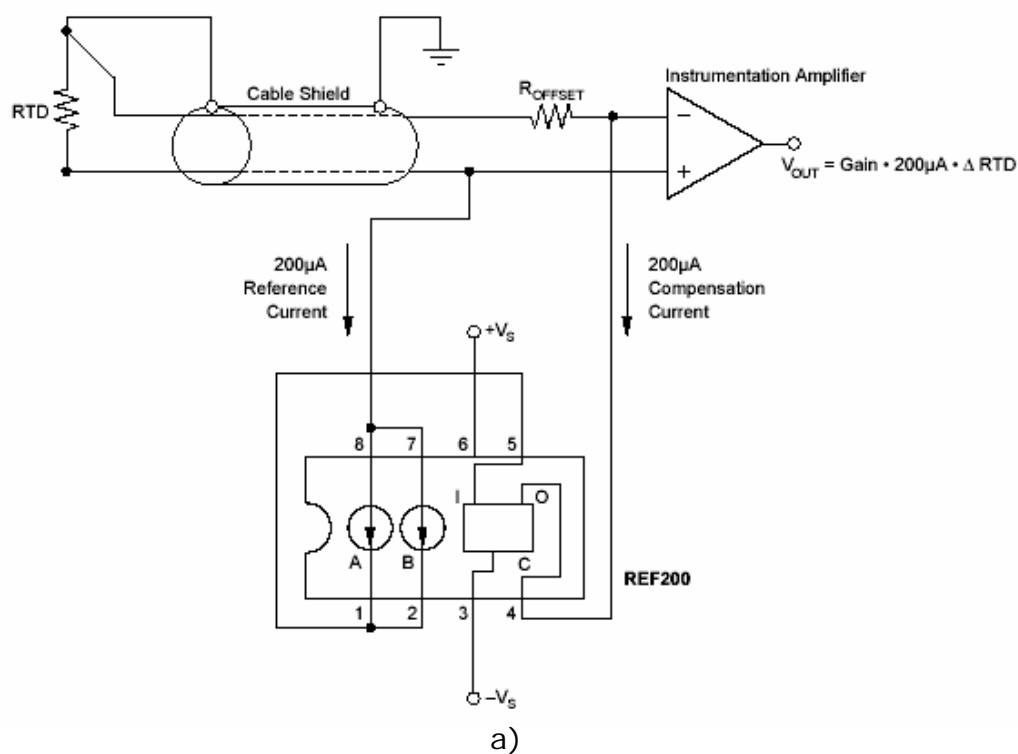 Cable Shield
Instrumentation Amplifier
RTD
R_OFFSET
−
+
V_OUT = Gain • 200µA • Δ RTD
200µA
Reference
Current
200µA
Compensation
Current
+V_S
8 7 6 5
I O
A B C
REF200
1 2 3 4
–V_S
a)